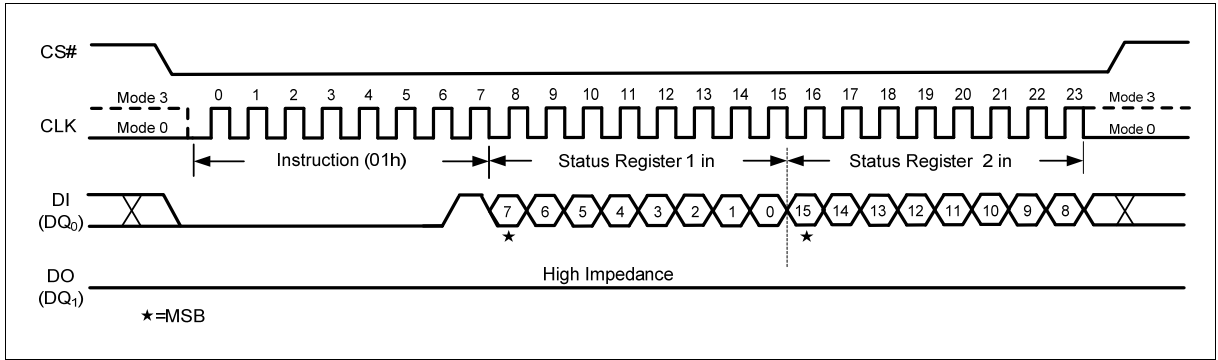 CS#
Mode 3 0 1 2 3 4 5 6 7 8 9 10 11 12 13 14 15 16 17 18 19 20 21 22 23 Mode 3
CLK Mode 0 Mode 0
Instruction (01h) Status Register 1 in Status Register 2 in
DI
(DQ0) 7 6 5 4 3 2 1 0 15 14 13 12 11 10 9 8
★ ★
DO High Impedance
(DQ1)
★=MSB